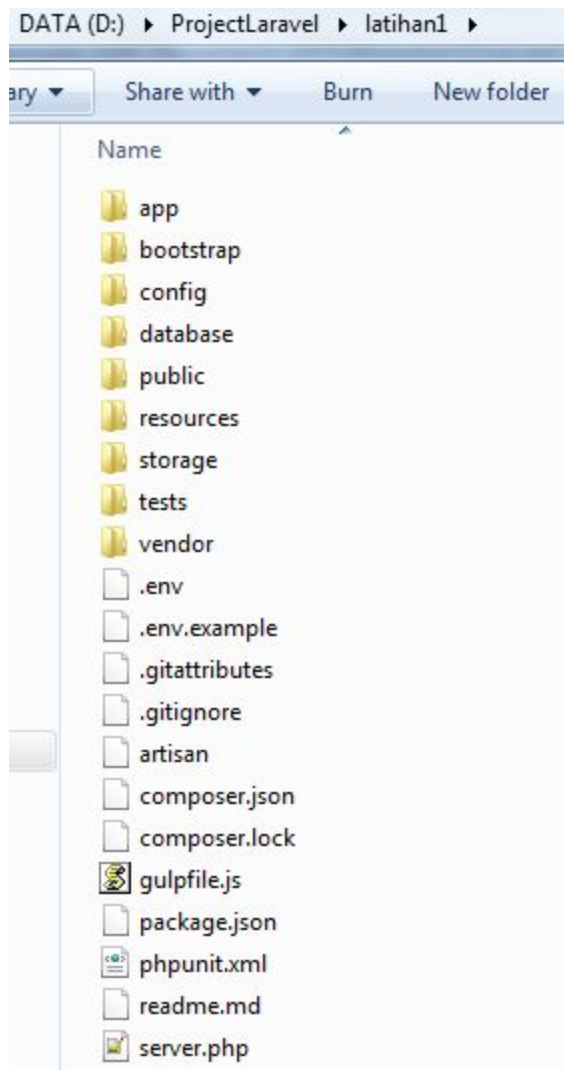 DATA (D:) ▸ ProjectLaravel ▸ latihan1 ▸
ary ▾ Share with ▾ Burn New folder
Name
app
bootstrap
config
database
public
resources
storage
tests
vendor
.env
.env.example
.gitattributes
.gitignore
artisan
composer.json
composer.lock
gulpfile.js
package.json
phpunit.xml
readme.md
server.php